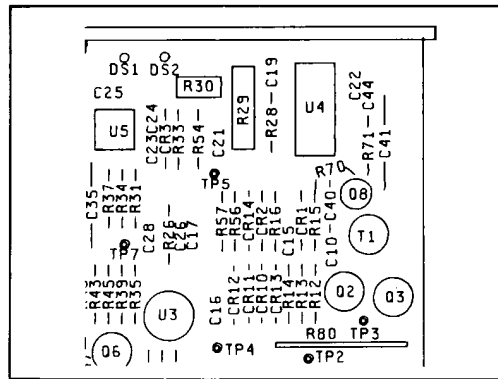 DS1 DS2
C25
R30
R29
R28
C19
U4
C22
C44
R71
C41
U5
C23
C24
CR3
R33
R54
C21
TP5
R70
Q8
C35
R37
R34
R31
TP7
C28
R26
C26
C17
R57
R56
CR14
CR2
R16
C15
CR1
R15
C10
C40
T1
R43
R45
R39
R35
U3
C16
CR12
CR11
CR10
CR13
R14
R13
R12
Q2
Q3
TP3
R80
Q6
TP4
TP2